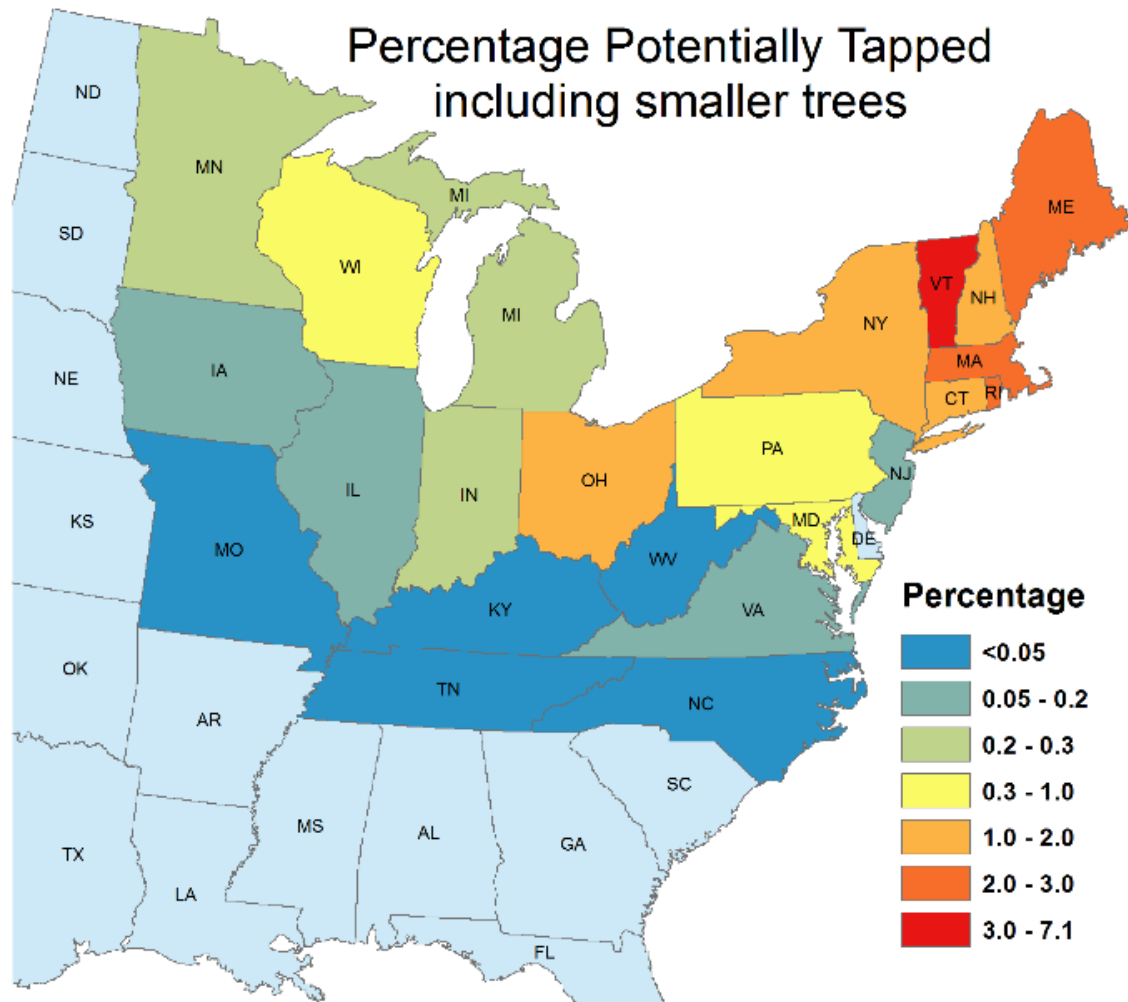 Percentage Potentially Tapped
including smaller trees
ND
MN
MI
ME
SD
WI
VT
NH
MI
NY
NE
IA
MA
CT
RI
PA
IL
IN
OH
NJ
KS
MD
DE
MO
WV
KY
VA
Percentage
<0.05
OK
TN
NC
0.05 - 0.2
AR
0.2 - 0.3
SC
0.3 - 1.0
MS
AL
GA
TX
1.0 - 2.0
LA
2.0 - 3.0
3.0 - 7.1
FL